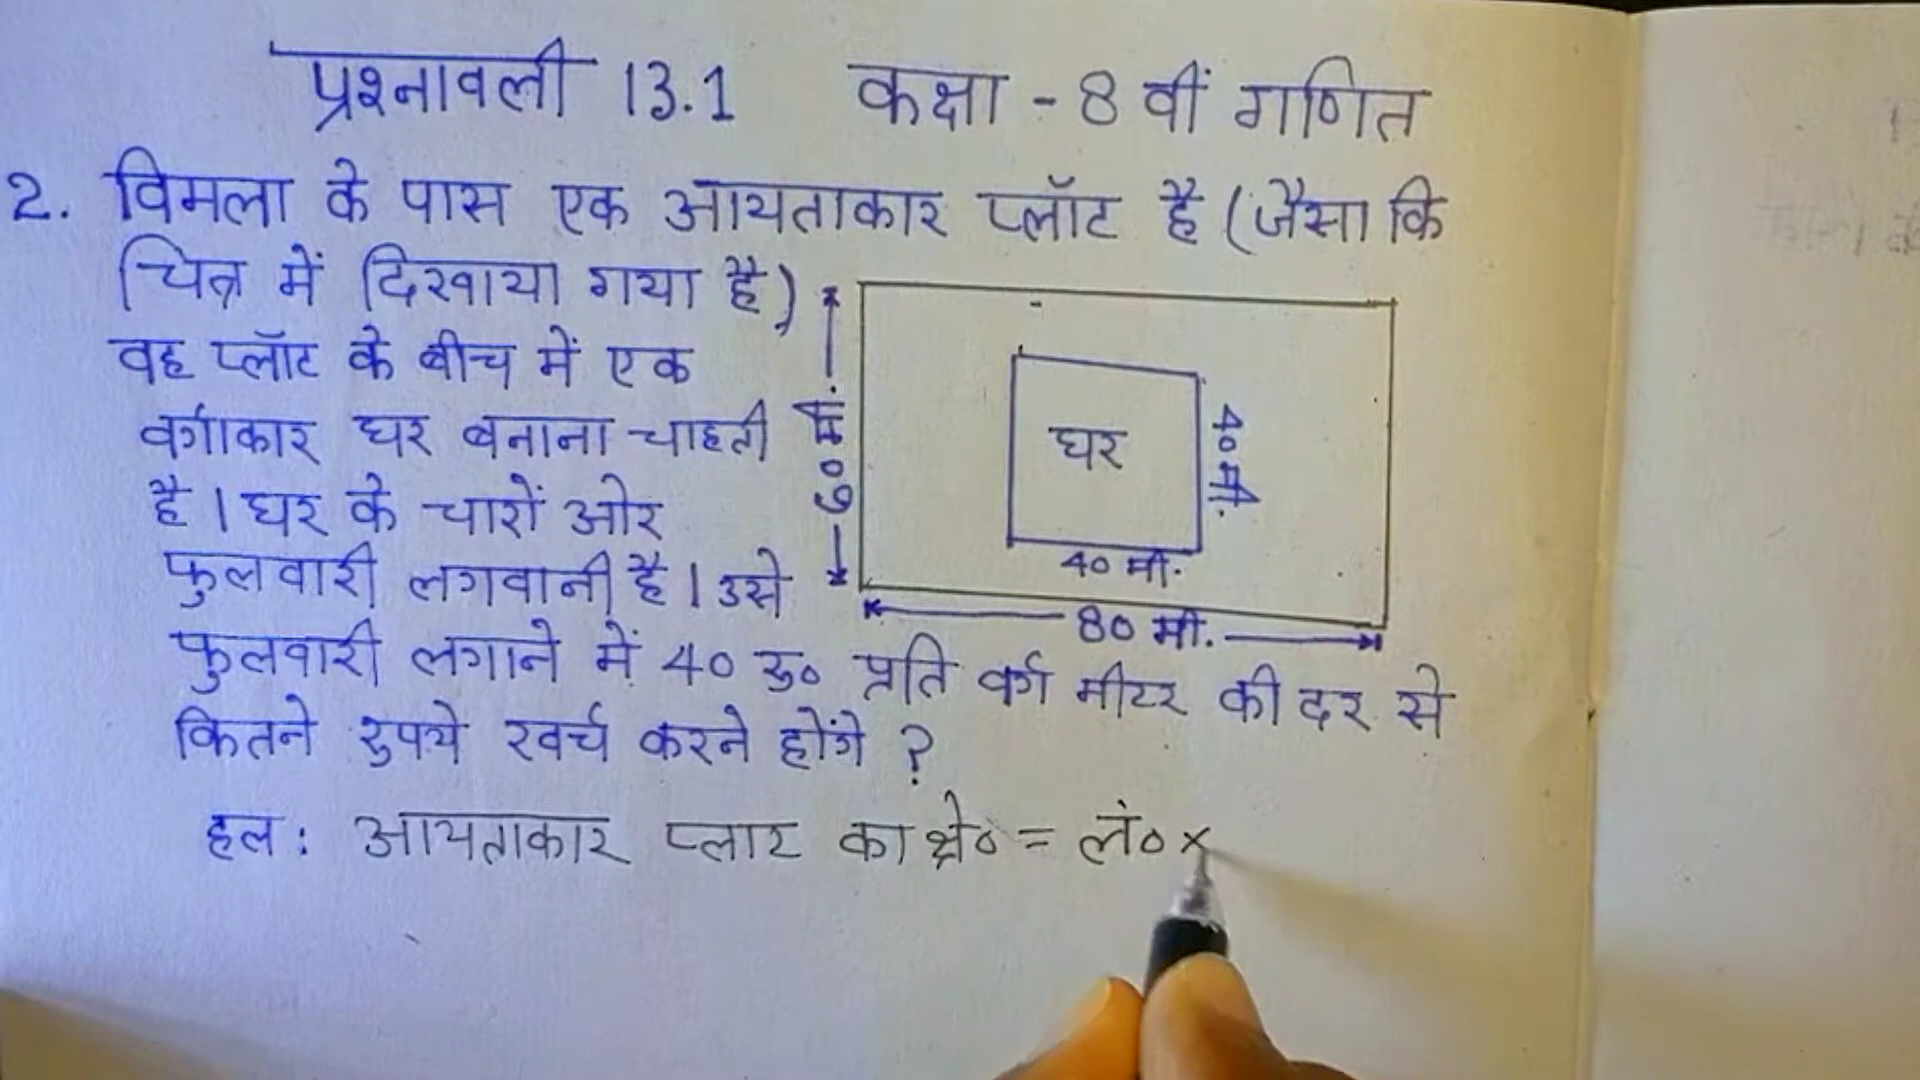 प्रश्नावली 13.1 कक्षा - 8 वीं गणित
2. विमला के पास एक आयताकार प्लॉट है (जैसा कि
चित्र में दिखाया गया है)
वह प्लॉट के बीच में एक
वर्गाकार घर बनाना चाहती
है। घर के चारों ओर
फुलवारी लगवानी है। उसे
फुलवारी लगाने में 40 रु० प्रति वर्ग मीटर की दर से
कितने रुपये खर्च करने होंगे ?
60 मी.
घर
40 मी.
40 मी.
80 मी.
हल: आयताकार प्लाट का क्षे० = लं० ×